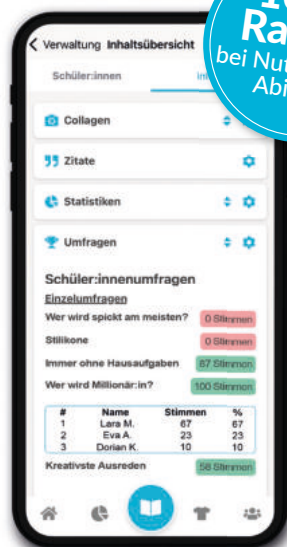 Verwaltung Inhaltsübersicht
Ra
bei Nut
Abi
Schüler:innen
Collagen
Zitate
Statistiken
Umfragen
Schüler:innenumfragen
Einzelumfragen
Wer wird spickt am meisten? 0 Stimmen
Stilikone 0 Stimmen
Immer ohne Hausaufgaben 87 Stimmen
Wer wird Millionär:in? 100 Stimmen
# Name Stimmen %
1 Lara M. 67 67
2 Eva A. 23 23
3 Dorian K. 10 10
Kreativste Ausreden 58 Stimmen